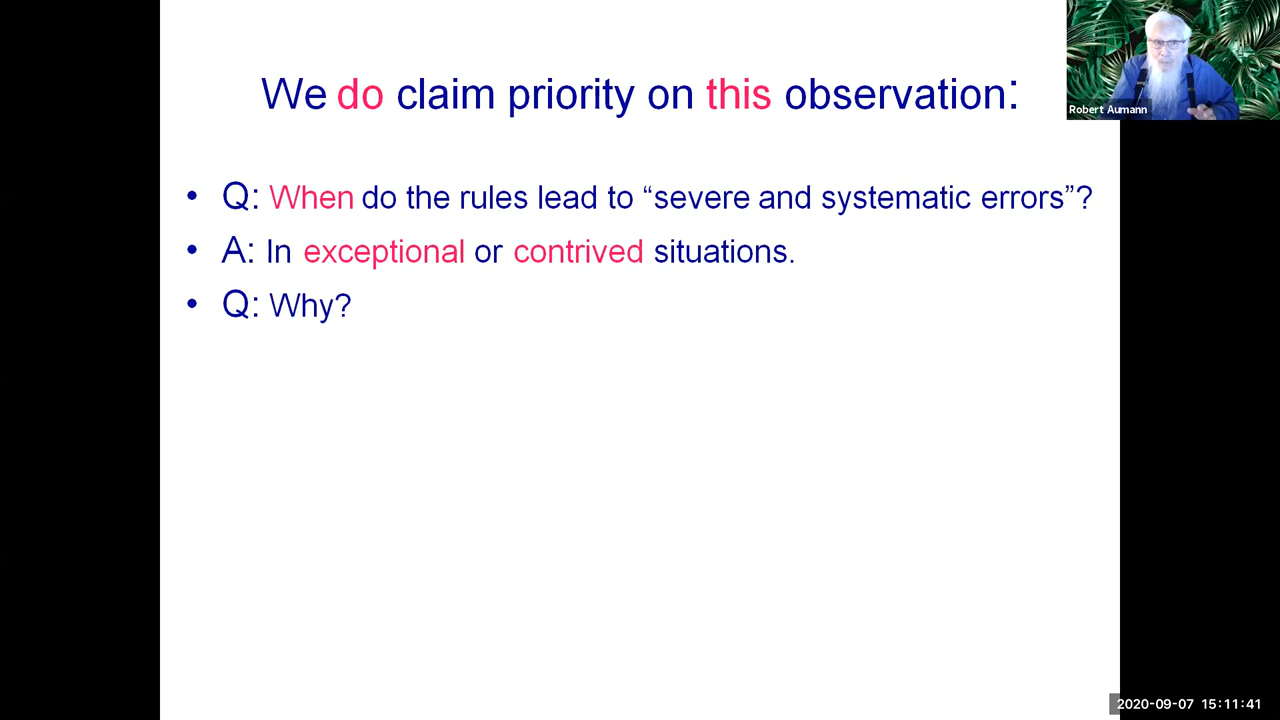 We do claim priority on this observation:
Robert Aumann
• Q: When do the rules lead to “severe and systematic errors”?
• A: In exceptional or contrived situations.
• Q: Why?
2020-09-07 15:11:41